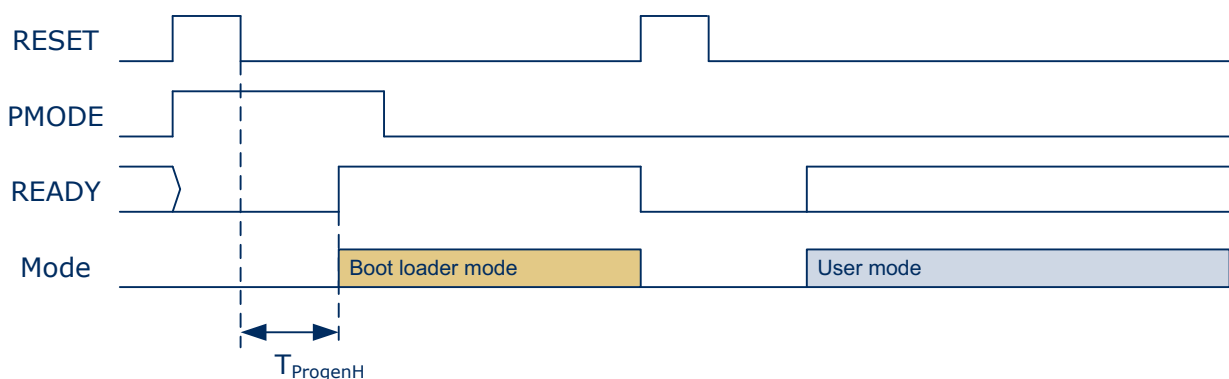 RESET
PMODE
READY
Mode
Boot loader mode
User mode
TProgenH